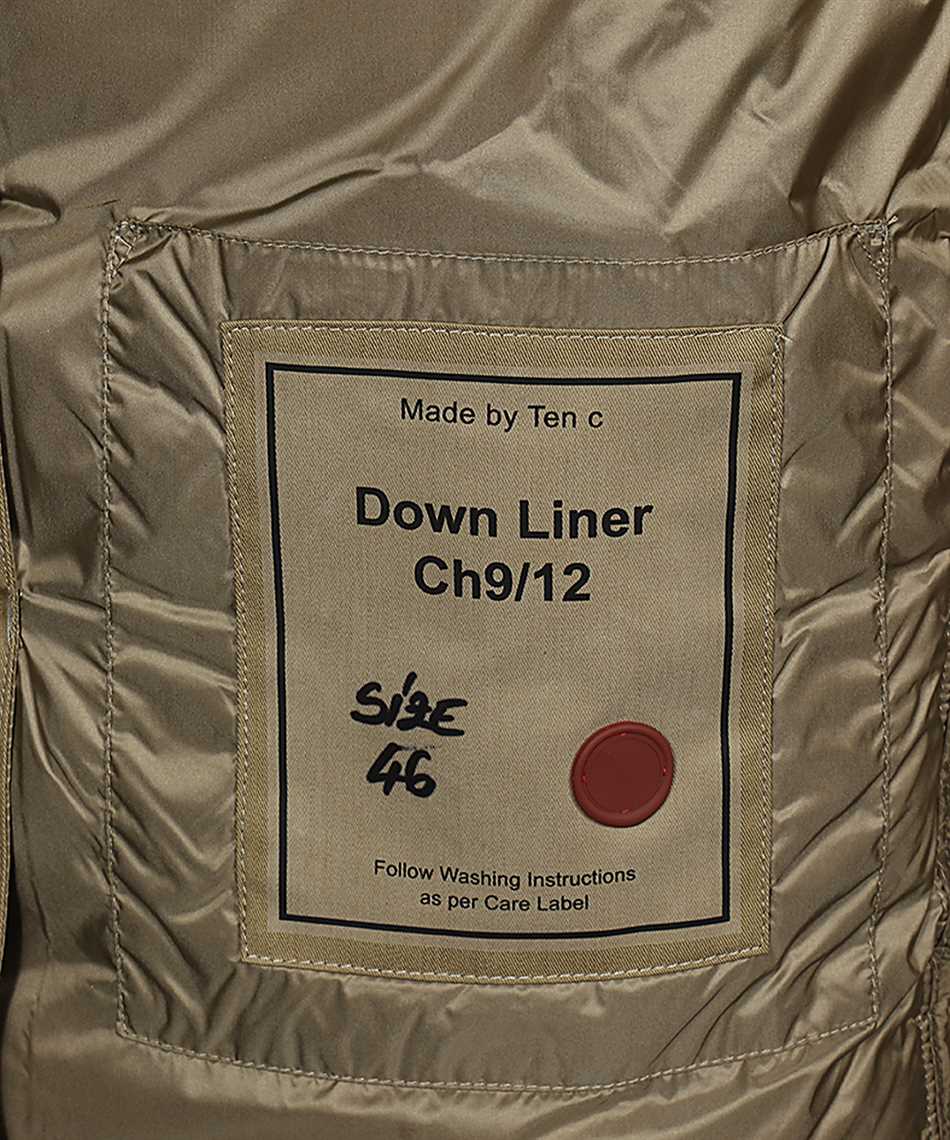 Made by Ten c
Down Liner
Ch9/12
SiZE
46
Follow Washing Instructions
as per Care Label